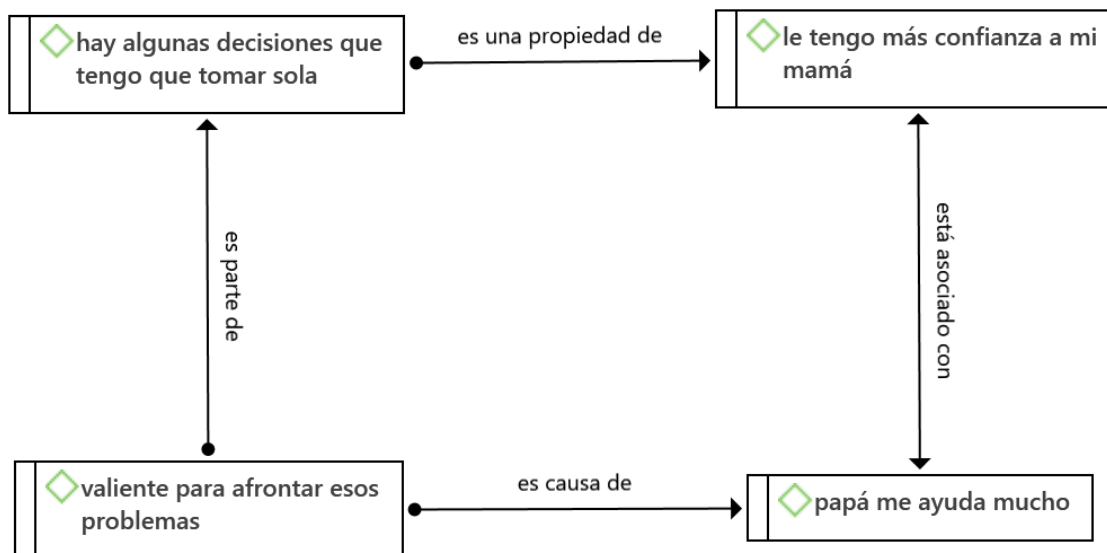 hay algunas decisiones que
tengo que tomar sola
es una propiedad de
le tengo más confianza a mi
mamá
es parte de
está asociado con
valiente para afrontar esos
problemas
es causa de
papá me ayuda mucho